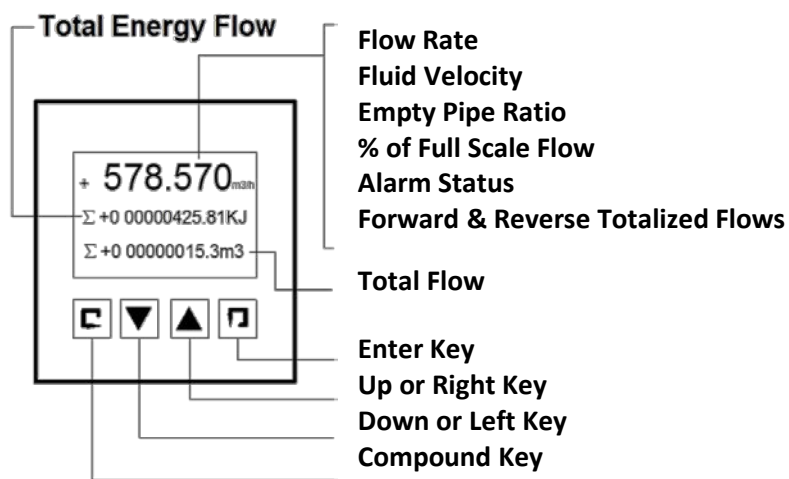 Total Energy Flow
Flow Rate
Fluid Velocity
Empty Pipe Ratio
% of Full Scale Flow
Alarm Status
Forward & Reverse Totalized Flows
+ 578.570 m3/h
Σ +0 00000425.81KJ
Σ +0 00000015.3m3
Total Flow
Enter Key
Up or Right Key
Down or Left Key
Compound Key